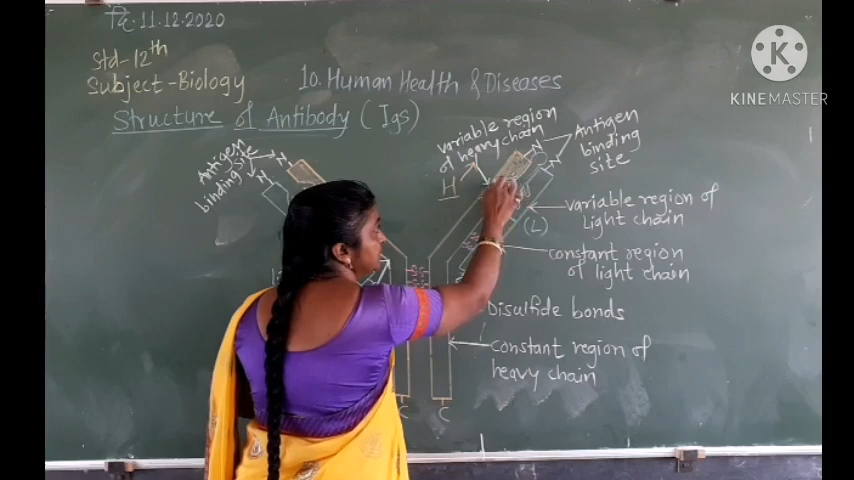 11.12.2020
Std-12th
Subject-Biology
10. Human Health & Diseases
Structure of Antibody (Igs)
Antigen
binding site
N
N
variable region
of heavy chain
H
N
N
Antigen
binding
site
variable region of
Light chain
(L)
constant region
of light chain
Disulfide bonds
constant region of
heavy chain
C
C
K
KINEMASTER